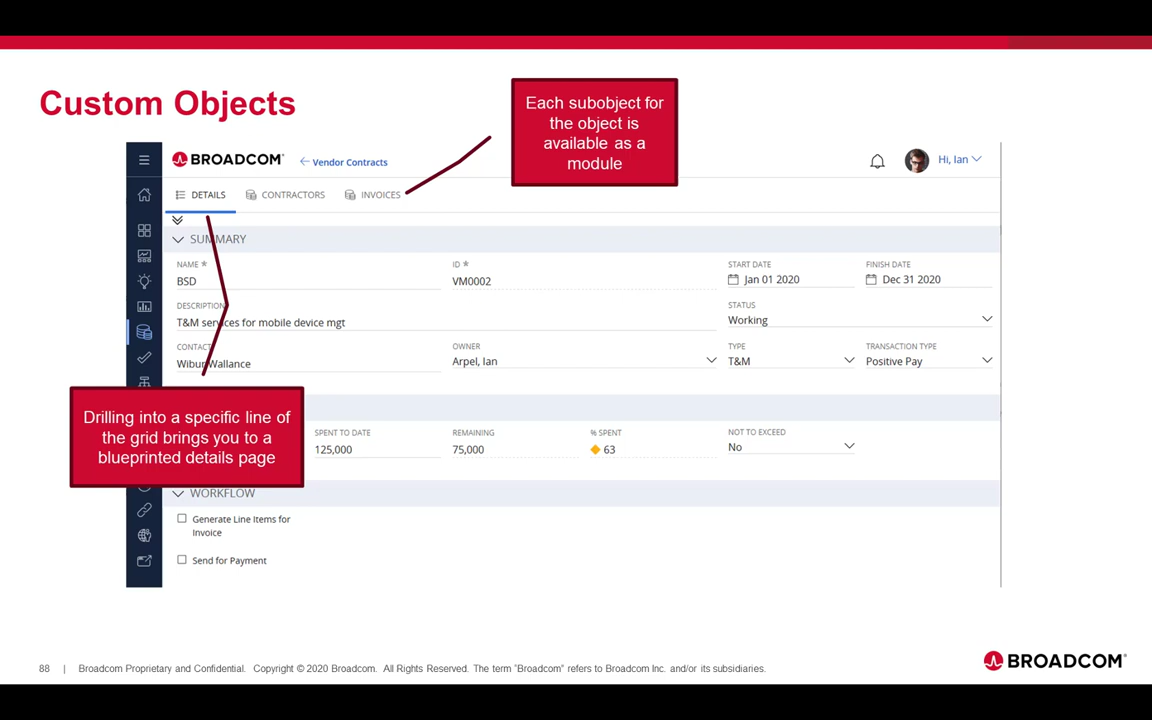 Custom Objects
Each subobject for
the object is
available as a
module
BROADCOM
Vendor Contracts
Hi, Ian
DETAILS
CONTRACTORS
INVOICES
SUMMARY
NAME *
ID *
START DATE
FINISH DATE
BSD
VM0002
Jan 01 2020
Dec 31 2020
DESCRIPTION
STATUS
T&M services for mobile device mgt
Working
CONTACT
OWNER
TYPE
TRANSACTION TYPE
Wibur Wallance
Arpel, Ian
T&M
Positive Pay
Drilling into a specific line of
the grid brings you to a
blueprinted details page
SPENT TO DATE
REMAINING
% SPENT
NOT TO EXCEED
125,000
75,000
63
No
WORKFLOW
Generate Line Items for
Invoice
Send for Payment
88 | Broadcom Proprietary and Confidential. Copyright © 2020 Broadcom. All Rights Reserved. The term "Broadcom" refers to Broadcom Inc. and/or its subsidiaries.
BROADCOM